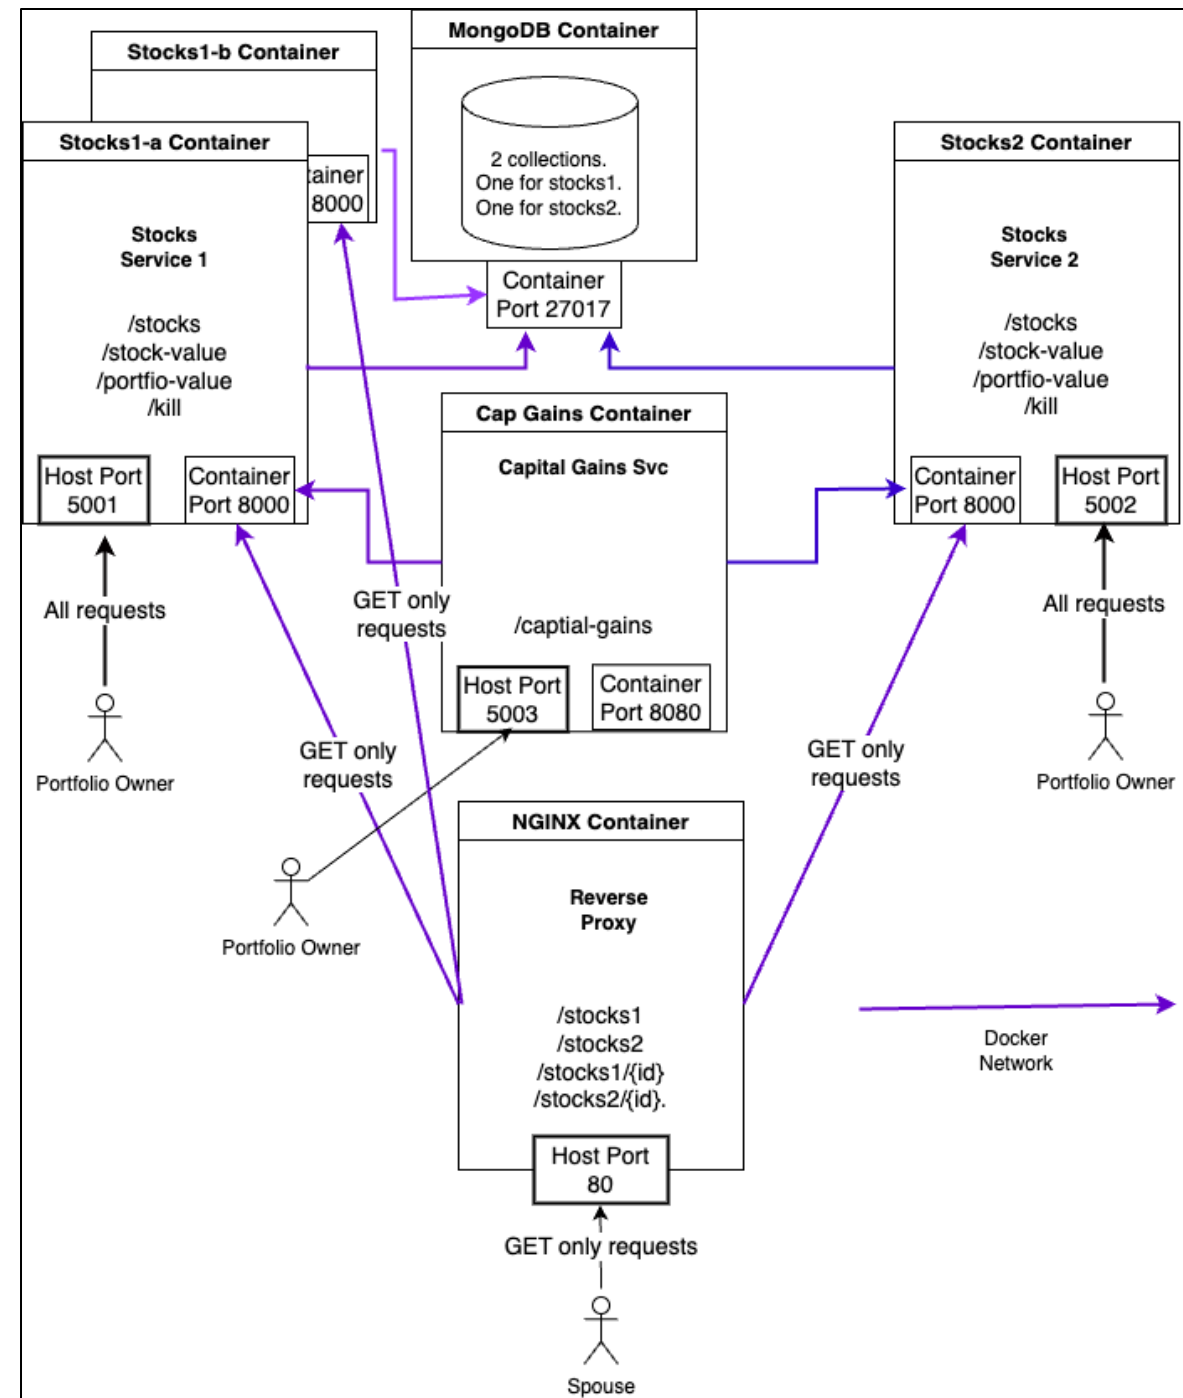 MongoDB Container
Stocks1-b Container
Stocks1-a Container
Stocks2 Container
2 collections.
One for stocks1.
One for stocks2.
tainer
8000
Container
Port 27017
Stocks
Service 1
/stocks
/stock-value
/portfio-value
/kill
Host Port
5001
Container
Port 8000
Stocks
Service 2
/stocks
/stock-value
/portfio-value
/kill
Container
Port 8000
Host Port
5002
Cap Gains Container
Capital Gains Svc
/captial-gains
Host Port
5003
Container
Port 8080
All requests
Portfolio Owner
GET only
requests
GET only
requests
GET only
requests
All requests
Portfolio Owner
Portfolio Owner
NGINX Container
Reverse
Proxy
/stocks1
/stocks2
/stocks1/{id}
/stocks2/{id}.
Host Port
80
Docker
Network
GET only requests
Spouse